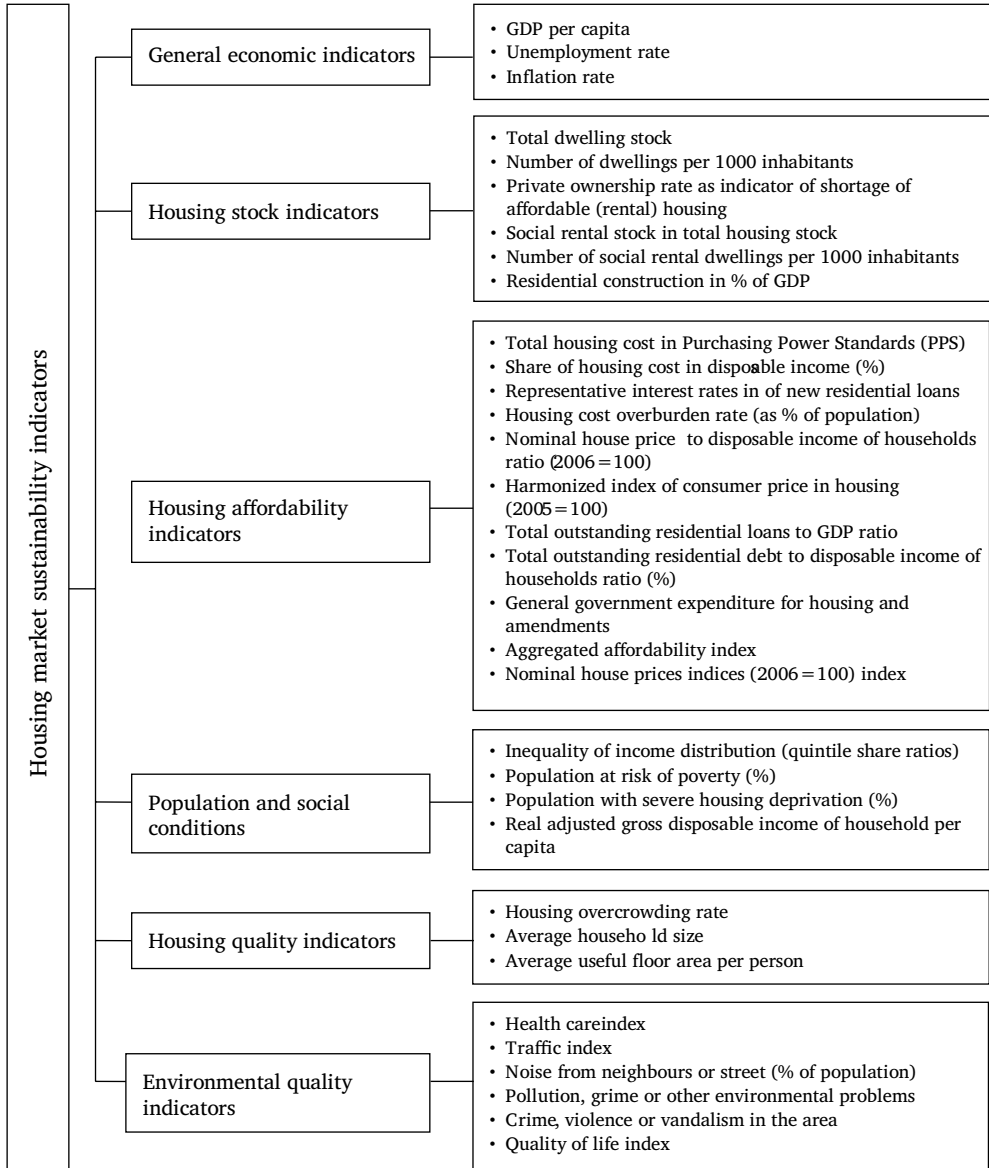 Housing market sustainability indicators
General economic indicators
• GDP per capita
• Unemployment rate
• Inflation rate
Housing stock indicators
• Total dwelling stock
• Number of dwellings per 1000 inhabitants
• Private ownership rate as indicator of shortage of
affordable (rental) housing
• Social rental stock in total housing stock
• Number of social rental dwellings per 1000 inhabitants
• Residential construction in % of GDP
Housing affordability
indicators
• Total housing cost in Purchasing Power Standards (PPS)
• Share of housing cost in disposable income (%)
• Representative interest rates in of new residential loans
• Housing cost overburden rate (as % of population)
• Nominal house price to disposable income of households
ratio (2006=100)
• Harmonized index of consumer price in housing
(2005=100)
• Total outstanding residential loans to GDP ratio
• Total outstanding residential debt to disposable income of
households ratio (%)
• General government expenditure for housing and
amendments
• Aggregated affordability index
• Nominal house prices indices (2006=100) index
Population and social
conditions
• Inequality of income distribution (quintile share ratios)
• Population at risk of poverty (%)
• Population with severe housing deprivation (%)
• Real adjusted gross disposable income of household per
capita
Housing quality indicators
• Housing overcrowding rate
• Average househo ld size
• Average useful floor area per person
Environmental quality
indicators
• Health careindex
• Traffic index
• Noise from neighbours or street (% of population)
• Pollution, grime or other environmental problems
• Crime, violence or vandalism in the area
• Quality of life index